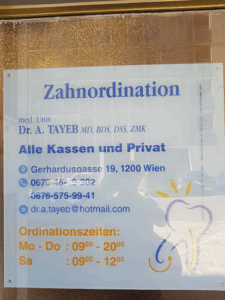 Zahnordination
med. Univ.
Dr. A. TAYEB MD, BDS, DSS, ZMK
Alle Kassen und Privat
Gerhardusgasse 19, 1200 Wien
0676-575-99-41
dr.a.tayeb@hotmail.com
Ordinationszeiten:
Mo - Do : 09⁰⁰ - 20⁰⁰
Sa : 09⁰⁰ - 12⁰⁰